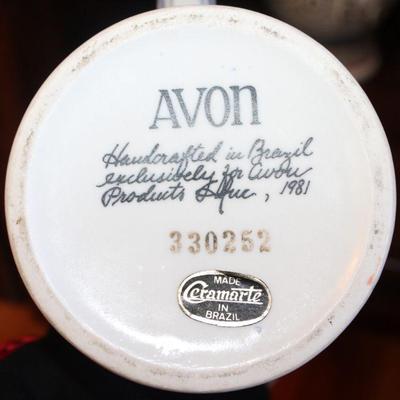 AVON
Handcrafted in Brazil
exclusively for Avon
Products Inc, 1981
330252
MADE
Ceramarte
IN
BRAZIL